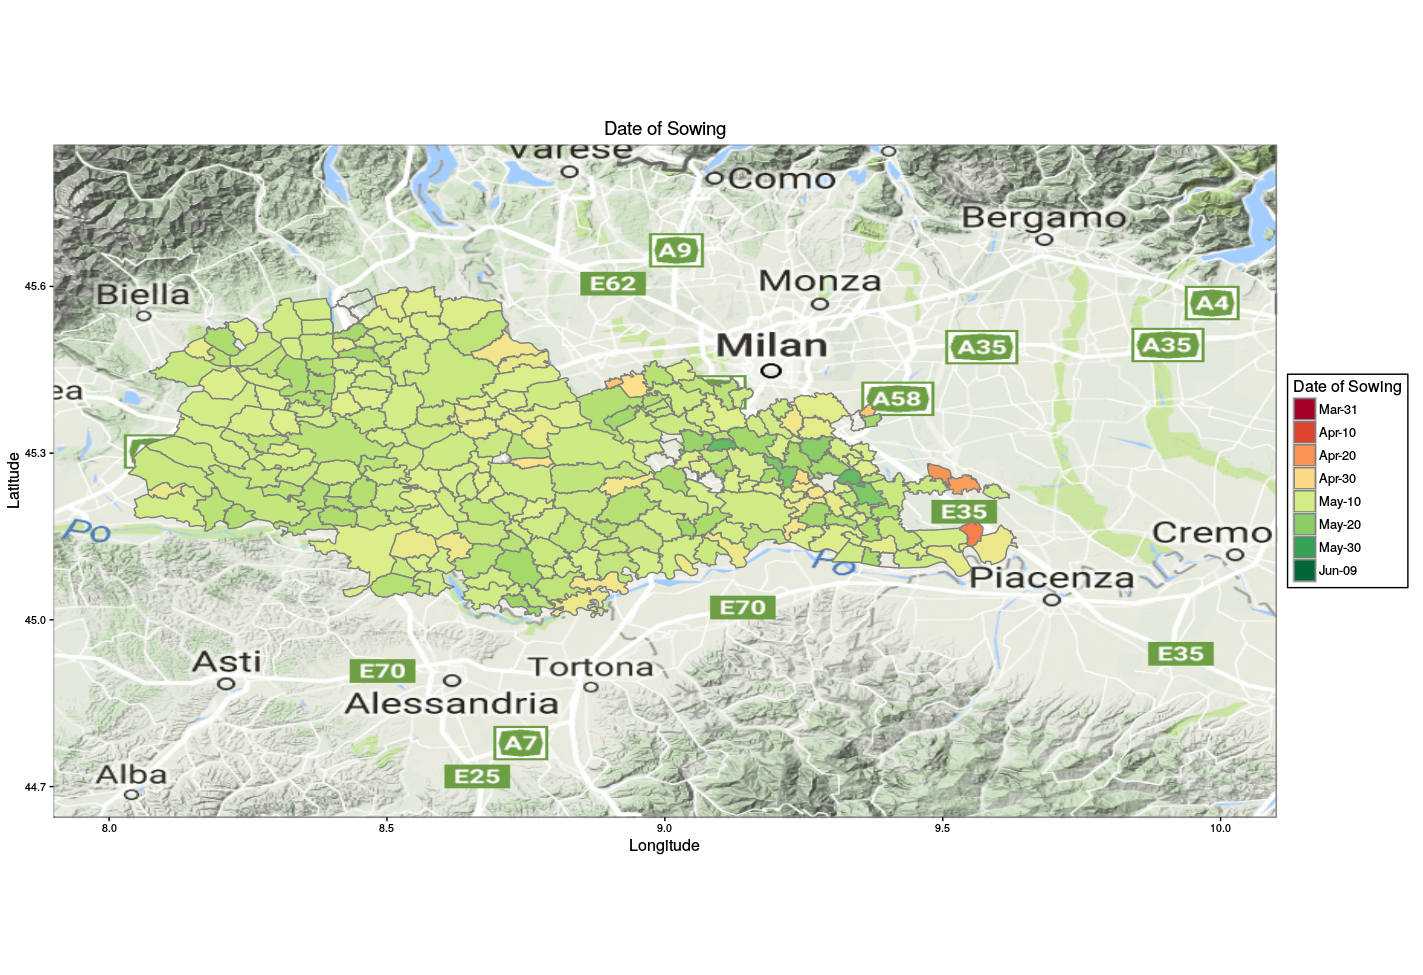 Date of Sowing
Varese
Como
Bergamo
A9
E62
Monza
Biella
A4
Milan
A35
A35
ea
A58
E35
Po
Po
Cremo
Piacenza
E70
E35
Asti
E70
Tortona
Alessandria
A7
E25
Alba
45.6
45.3
45.0
44.7
Latitude
8.0
8.5
9.0
9.5
10.0
Longitude
Date of Sowing
Mar-31
Apr-10
Apr-20
Apr-30
May-10
May-20
May-30
Jun-09